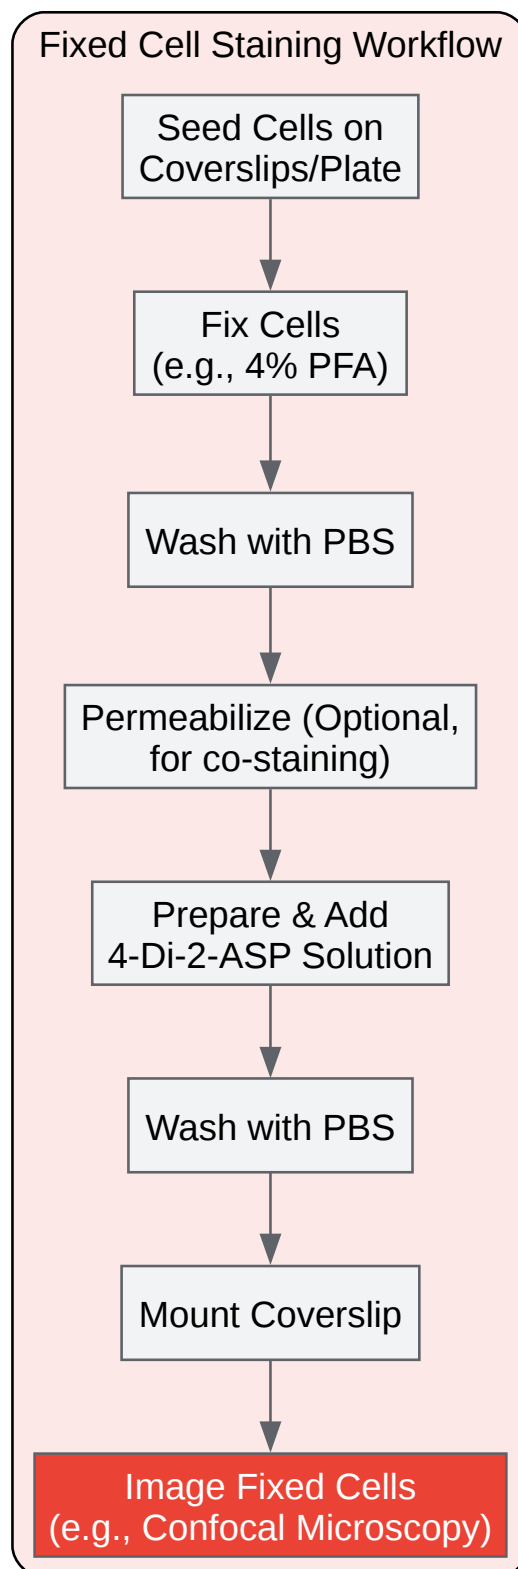 Fixed Cell Staining Workflow
Seed Cells on
Coverslips/Plate
Fix Cells
(e.g., 4% PFA)
Wash with PBS
Permeabilize (Optional,
for co-staining)
Prepare & Add
4-Di-2-ASP Solution
Wash with PBS
Mount Coverslip
Image Fixed Cells
(e.g., Confocal Microscopy)